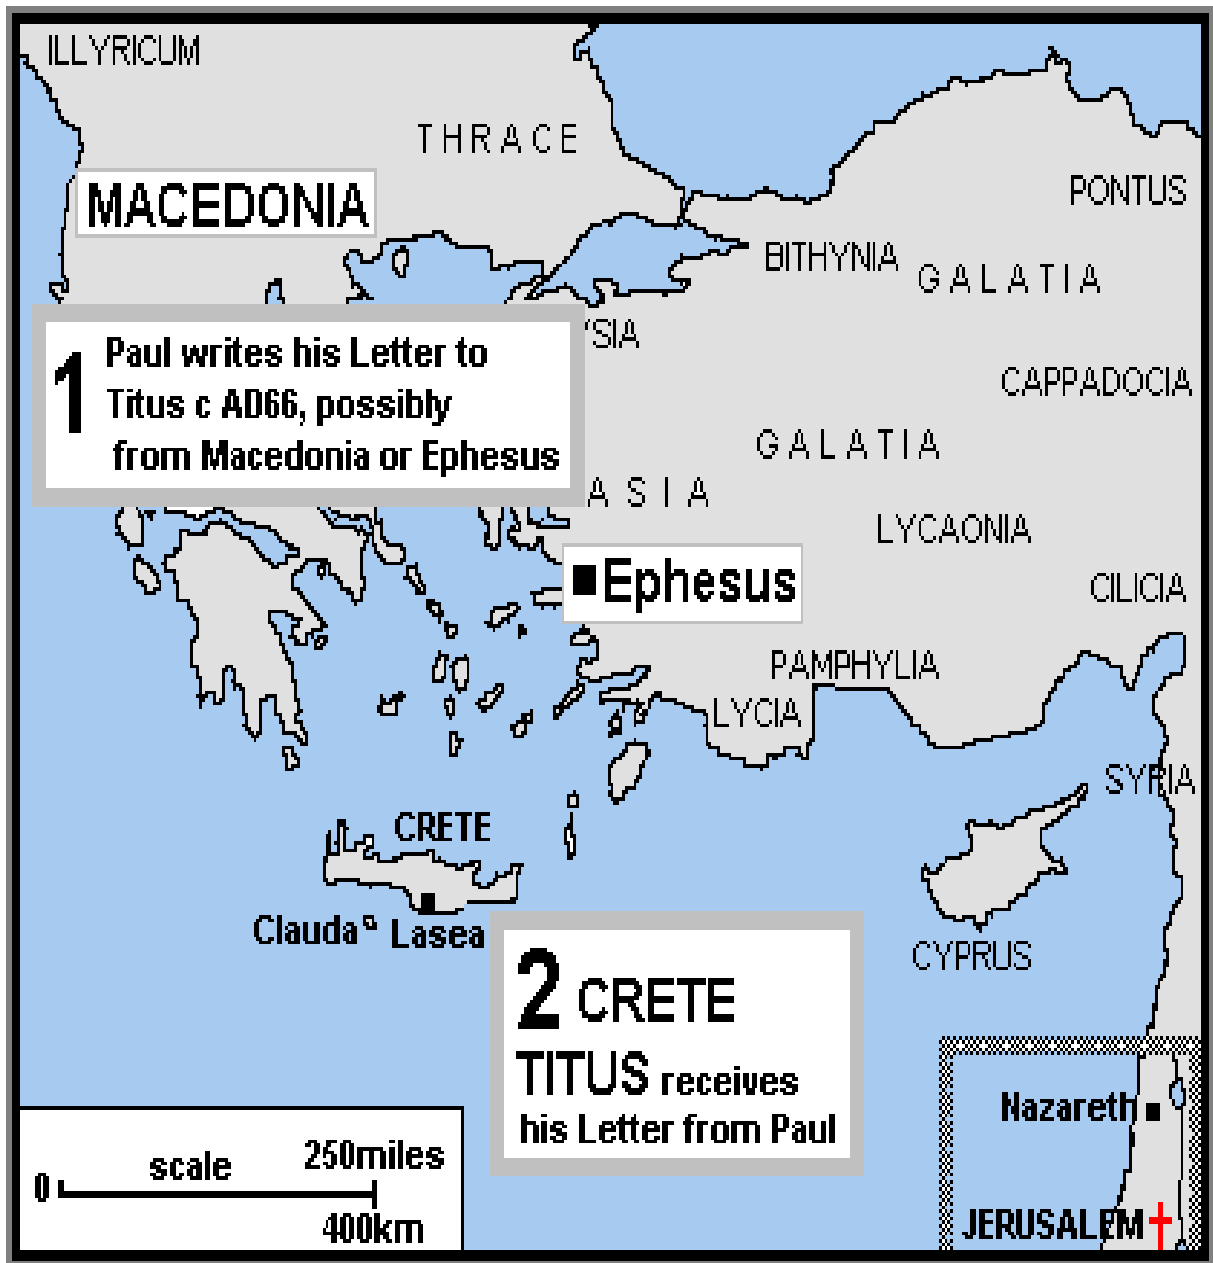 ILLYRICUM
THRACE
MACEDONIA
PONTUS
BITHYNIA
GALATIA
YSIA
1 Paul writes his Letter to
Titus c AD66, possibly
from Macedonia or Ephesus
CAPPADOCIA
GALATIA
ASIA
LYCAONIA
Ephesus
CILICIA
PAMPHYLIA
LYCIA
SYRIA
CRETE
Clauda Lasea
CYPRUS
2 CRETE
TITUS receives
his Letter from Paul
Nazareth
JERUSALEM
scale 250miles
0
400km